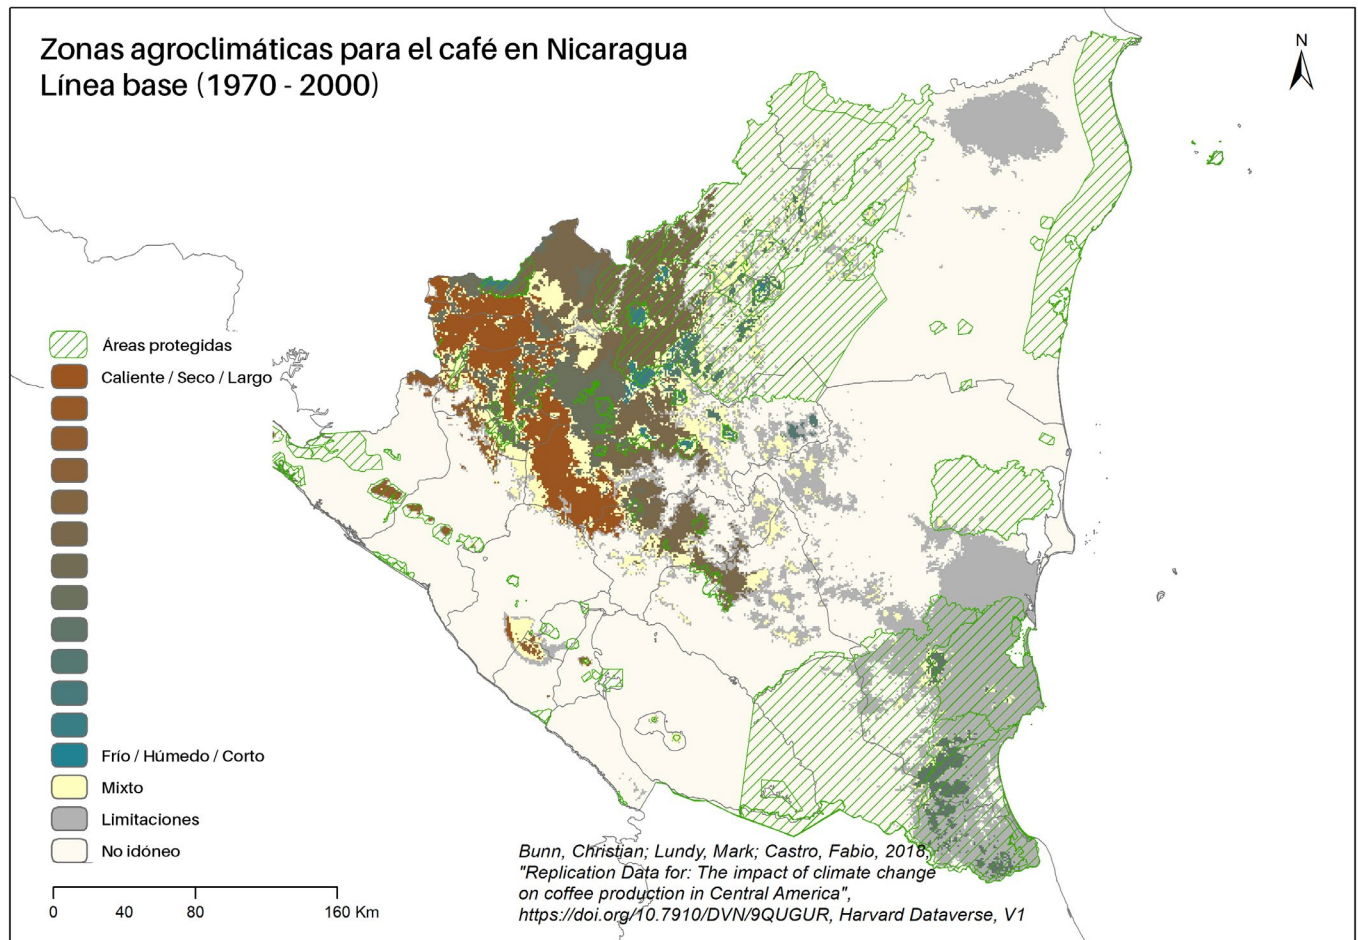 Zonas agroclimáticas para el café en Nicaragua
Línea base (1970 - 2000)
N
Áreas protegidas
Caliente / Seco / Largo
Frío / Húmedo / Corto
Mixto
Limitaciones
No idóneo
0 40 80 160 Km
Bunn, Christian; Lundy, Mark; Castro, Fabio, 2018,
"Replication Data for: The impact of climate change
on coffee production in Central America",
https://doi.org/10.7910/DVN/9QUGUR, Harvard Dataverse, V1